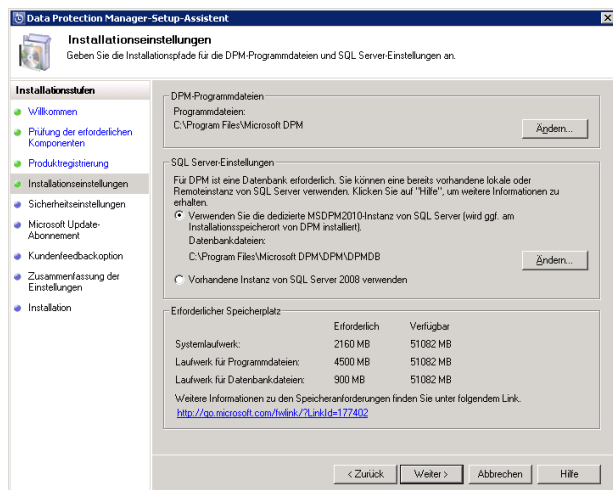 Data Protection Manager-Setup-Assistent
Installationseinstellungen
Geben Sie die Installationspfade für die DPM-Programmdateien und SQL Server-Einstellungen an.
Installationsstufen
Willkommen
Prüfung der erforderlichen
Komponenten
Produktregistrierung
Installationseinstellungen
Sicherheitseinstellungen
Microsoft Update-
Abonnement
Kundenfeedbackoption
Zusammenfassung der
Einstellungen
Installation
DPM-Programmdateien
Programmdateien:
C:\Program Files\Microsoft DPM
Ändern...
SQL Server-Einstellungen
Für DPM ist eine Datenbank erforderlich. Sie können eine bereits vorhandene lokale oder
Remoteinstanz von SQL Server verwenden. Klicken Sie auf "Hilfe", um weitere Informationen zu
erhalten.
Verwenden Sie die dedizierte MSDPM2010-Instanz von SQL Server (wird ggf. am
Installationsspeicherort von DPM installiert).
Datenbankdateien:
C:\Program Files\Microsoft DPM\DPM\DPMDB
Ändern...
Vorhandene Instanz von SQL Server 2008 verwenden
Erforderlicher Speicherplatz
Erforderlich Verfügbar
Systemlaufwerk: 2160 MB 51082 MB
Laufwerk für Programmdateien: 4500 MB 51082 MB
Laufwerk für Datenbankdateien: 900 MB 51082 MB
Weitere Informationen zu den Speicheranforderungen finden Sie unter folgendem Link.
http://go.microsoft.com/fwlink/?LinkId=177402
< Zurück Weiter > Abbrechen Hilfe